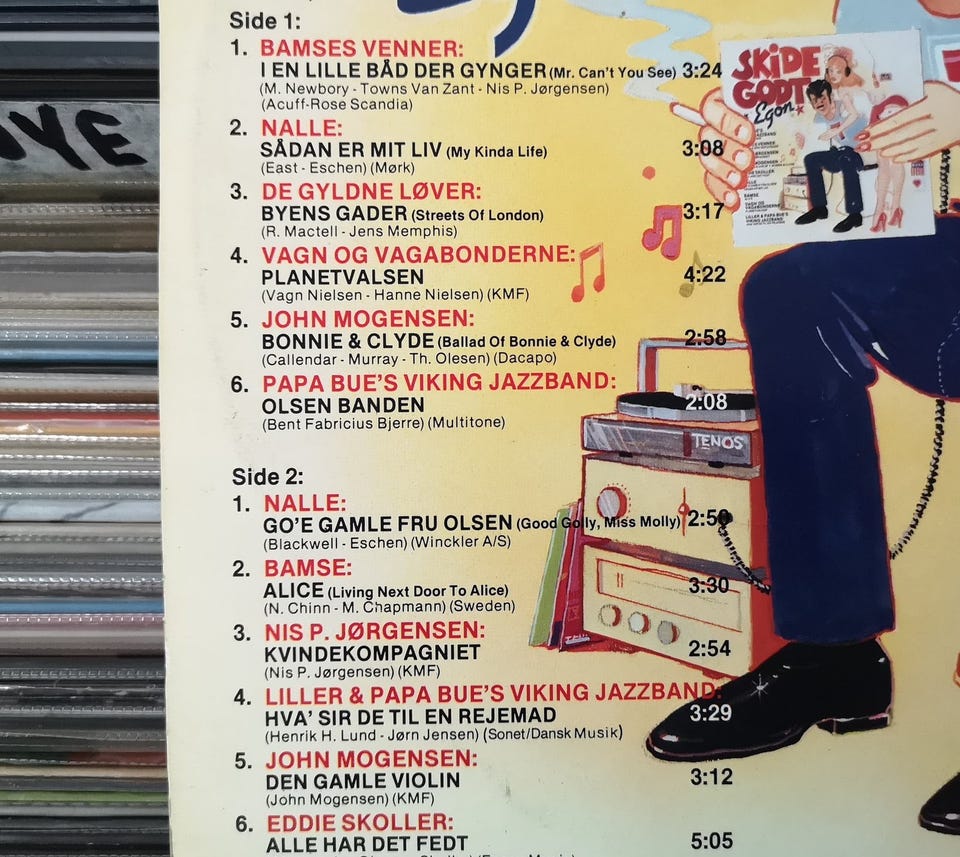 Side 1:
1. BAMSES VENNER:
I EN LILLE BÅD DER GYNGER (Mr. Can't You See) 3:24
(M. Newbory - Towns Van Zant - Nis P. Jørgensen)
(Acuff-Rose Scandia)
2. NALLE:
SÅDAN ER MIT LIV (My Kinda Life) 3:08
(East - Eschen) (Mørk)
3. DE GYLDNE LØVER:
BYENS GADER (Streets Of London) 3:17
(R. Mactell - Jens Memphis)
4. VAGN OG VAGABONDERNE:
PLANETVALSEN 4:22
(Vagn Nielsen - Hanne Nielsen) (KMF)
5. JOHN MOGENSEN:
BONNIE & CLYDE (Ballad Of Bonnie & Clyde) 2:58
(Callendar - Murray - Th. Olesen) (Dacapo)
6. PAPA BUE'S VIKING JAZZBAND:
OLSEN BANDEN 2:08
(Bent Fabricius Bjerre) (Multitone)
Side 2:
1. NALLE:
GO'E GAMLE FRU OLSEN (Good Golly, Miss Molly) 2:50
(Blackwell - Eschen) (Winckler A/S)
2. BAMSE:
ALICE (Living Next Door To Alice) 3:30
(N. Chinn - M. Chapmann) (Sweden)
3. NIS P. JØRGENSEN:
KVINDEKOMPAGNIET 2:54
(Nis P. Jørgensen) (KMF)
4. LILLER & PAPA BUE'S VIKING JAZZBAND:
HVA' SIR DE TIL EN REJEMAD 3:29
(Henrik H. Lund - Jørn Jensen) (Sonet/Dansk Musik)
5. JOHN MOGENSEN:
DEN GAMLE VIOLIN 3:12
(John Mogensen) (KMF)
6. EDDIE SKOLLER:
ALLE HAR DET FEDT 5:05
SKIDE
GODT
Egon
TENOS